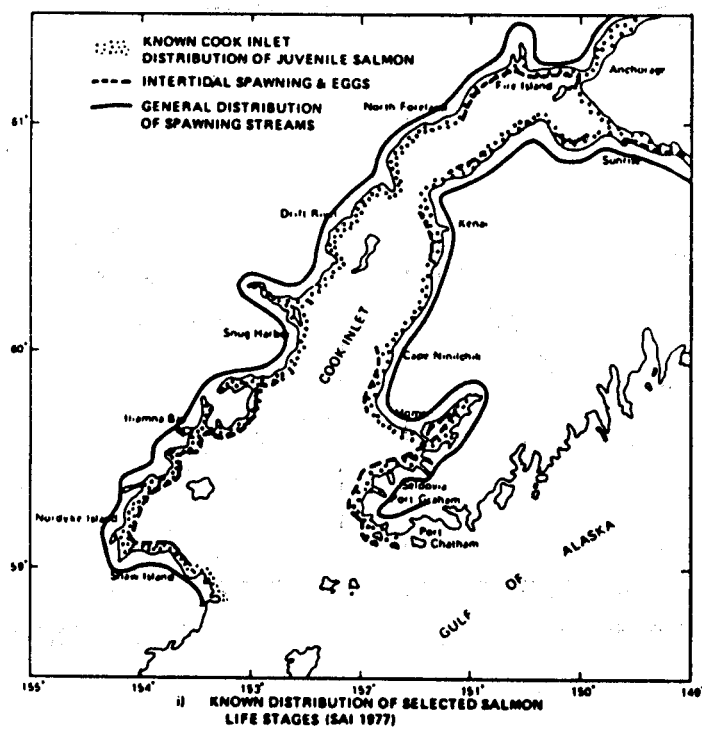 KNOWN COOK INLET
DISTRIBUTION OF JUVENILE SALMON
INTERTIDAL SPAWNING & EGGS
GENERAL DISTRIBUTION
OF SPAWNING STREAMS
Anchorage
Fire Island
North Foreland
61°
Sunrise
Drift River
Kenai
Snug Harbor
COOK INLET
60°
Cape Ninilchik
Homer
Iliamna Bay
Seldovia
Port Graham
Nordyke Island
Port
Chatham
GULF OF ALASKA
59°
Shaw Island
155° 154° 153° 152° 151° 150° 149°
i) KNOWN DISTRIBUTION OF SELECTED SALMON
LIFE STAGES (SAI 1977)